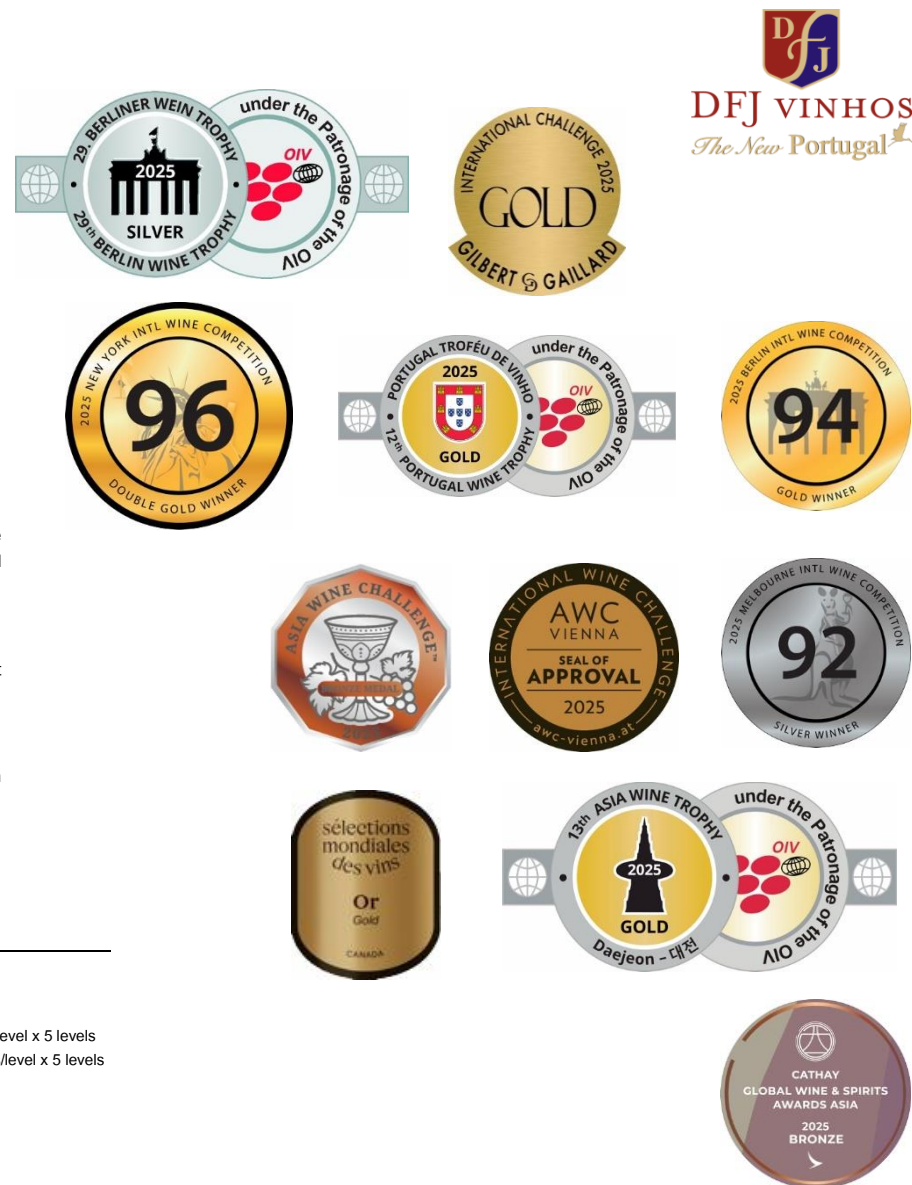 DFJ
DFJ VINHOS
The New Portugal
29. BERLINER WEIN TROPHY
2025
SILVER
29th BERLIN WINE TROPHY
under the Patronage of the OIV
OIV
INTERNATIONAL CHALLENGE 2025
GOLD
GILBERT GG GAILLARD
2025 NEW YORK INTL WINE COMPETITION
96
DOUBLE GOLD WINNER
PORTUGAL TROFÉU DE VINHO
2025
GOLD
12th PORTUGAL WINE TROPHY
under the Patronage of the OIV
OIV
2025 BERLIN INTL WINE COMPETITION
94
GOLD WINNER
ASIA WINE CHALLENGE™
BRONZE MEDAL
INTERNATIONAL WINE CHALLENGE
AWC
VIENNA
SEAL OF
APPROVAL
2025
awc-vienna.at
2025 MELBOURNE INTL WINE COMPETITION
92
SILVER WINNER
sélections
mondiales
des vins
Or
Gold
CANADA
13th ASIA WINE TROPHY
2025
GOLD
Daejeon - 대전
under the Patronage of the OIV
OIV
evel x 5 levels
/level x 5 levels
CATHAY
GLOBAL WINE & SPIRITS
AWARDS ASIA
2025
BRONZE